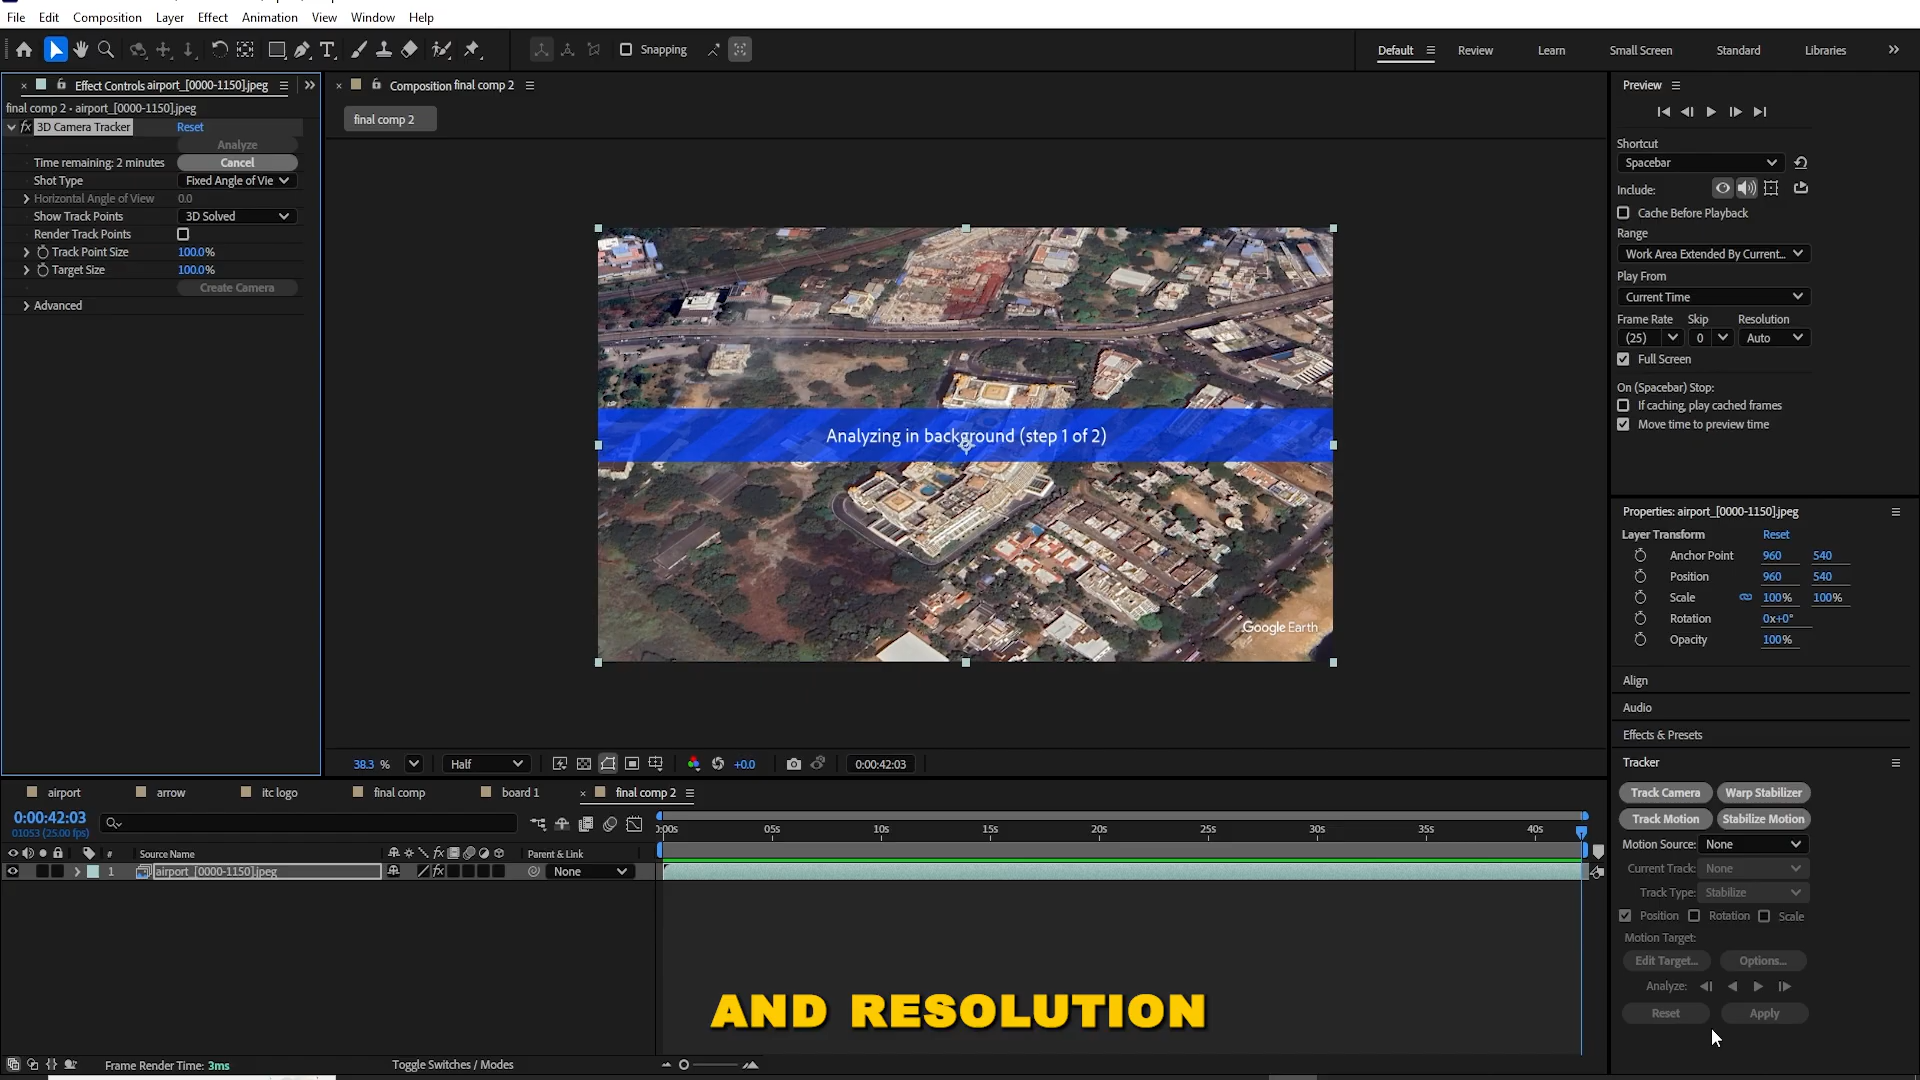 File Edit Composition Layer Effect Animation View Window Help
Snapping
Default Review Learn Small Screen Standard Libraries
Effect Controls airport_[0000-1150].jpeg
final comp 2 • airport_[0000-1150].jpeg
fx 3D Camera Tracker Reset
Analyze
Time remaining: 2 minutes Cancel
Shot Type Fixed Angle of Vie
Horizontal Angle of View 0.0
Show Track Points 3D Solved
Render Track Points
Track Point Size 100.0%
Target Size 100.0%
Create Camera
Advanced
Composition final comp 2
final comp 2
Analyzing in background (step 1 of 2)
Google Earth
38.3 % Half +0.0 0:00:42:03
Preview
Shortcut
Spacebar
Include:
Cache Before Playback
Range
Work Area Extended By Current...
Play From
Current Time
Frame Rate Skip Resolution
(25) 0 Auto
Full Screen
On (Spacebar) Stop:
If caching, play cached frames
Move time to preview time
Properties: airport_[0000-1150].jpeg
Layer Transform Reset
Anchor Point 960 540
Position 960 540
Scale 100% 100%
Rotation 0x+0°
Opacity 100%
Align
Audio
Effects & Presets
Tracker
Track Camera Warp Stabilizer
Track Motion Stabilize Motion
Motion Source: None
Current Track: None
Track Type: Stabilize
Position Rotation Scale
Motion Target:
Edit Target... Options...
Analyze:
Reset Apply
airport arrow itc logo final comp board 1 final comp 2
0:00:42:03
01053 (25.00 fps)
:00s 05s 10s 15s 20s 25s 30s 35s 40s
# Source Name fx Parent & Link
1 airport_[0000-1150].jpeg fx None
AND RESOLUTION
Frame Render Time: 3ms Toggle Switches / Modes